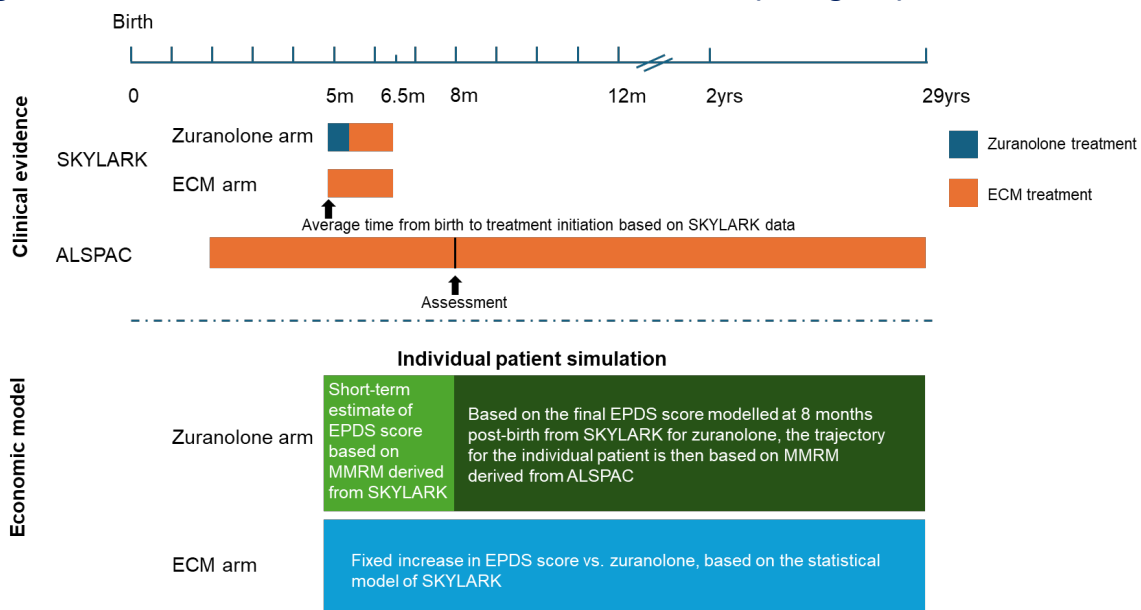 Birth
0
5m
6.5m
8m
12m
2yrs
29yrs
Clinical evidence
SKYLARK
Zuranolone arm
ECM arm
Zuranolone treatment
ECM treatment
Average time from birth to treatment initiation based on SKYLARK data
ALSPAC
Assessment
Economic model
Individual patient simulation
Zuranolone arm
Short-term
estimate of
EPDS score
based on
MMRM derived
from SKYLARK
Based on the final EPDS score modelled at 8 months
post-birth from SKYLARK for zuranolone, the trajectory
for the individual patient is then based on MMRM
derived from ALSPAC
ECM arm
Fixed increase in EPDS score vs. zuranolone, based on the statistical
model of SKYLARK